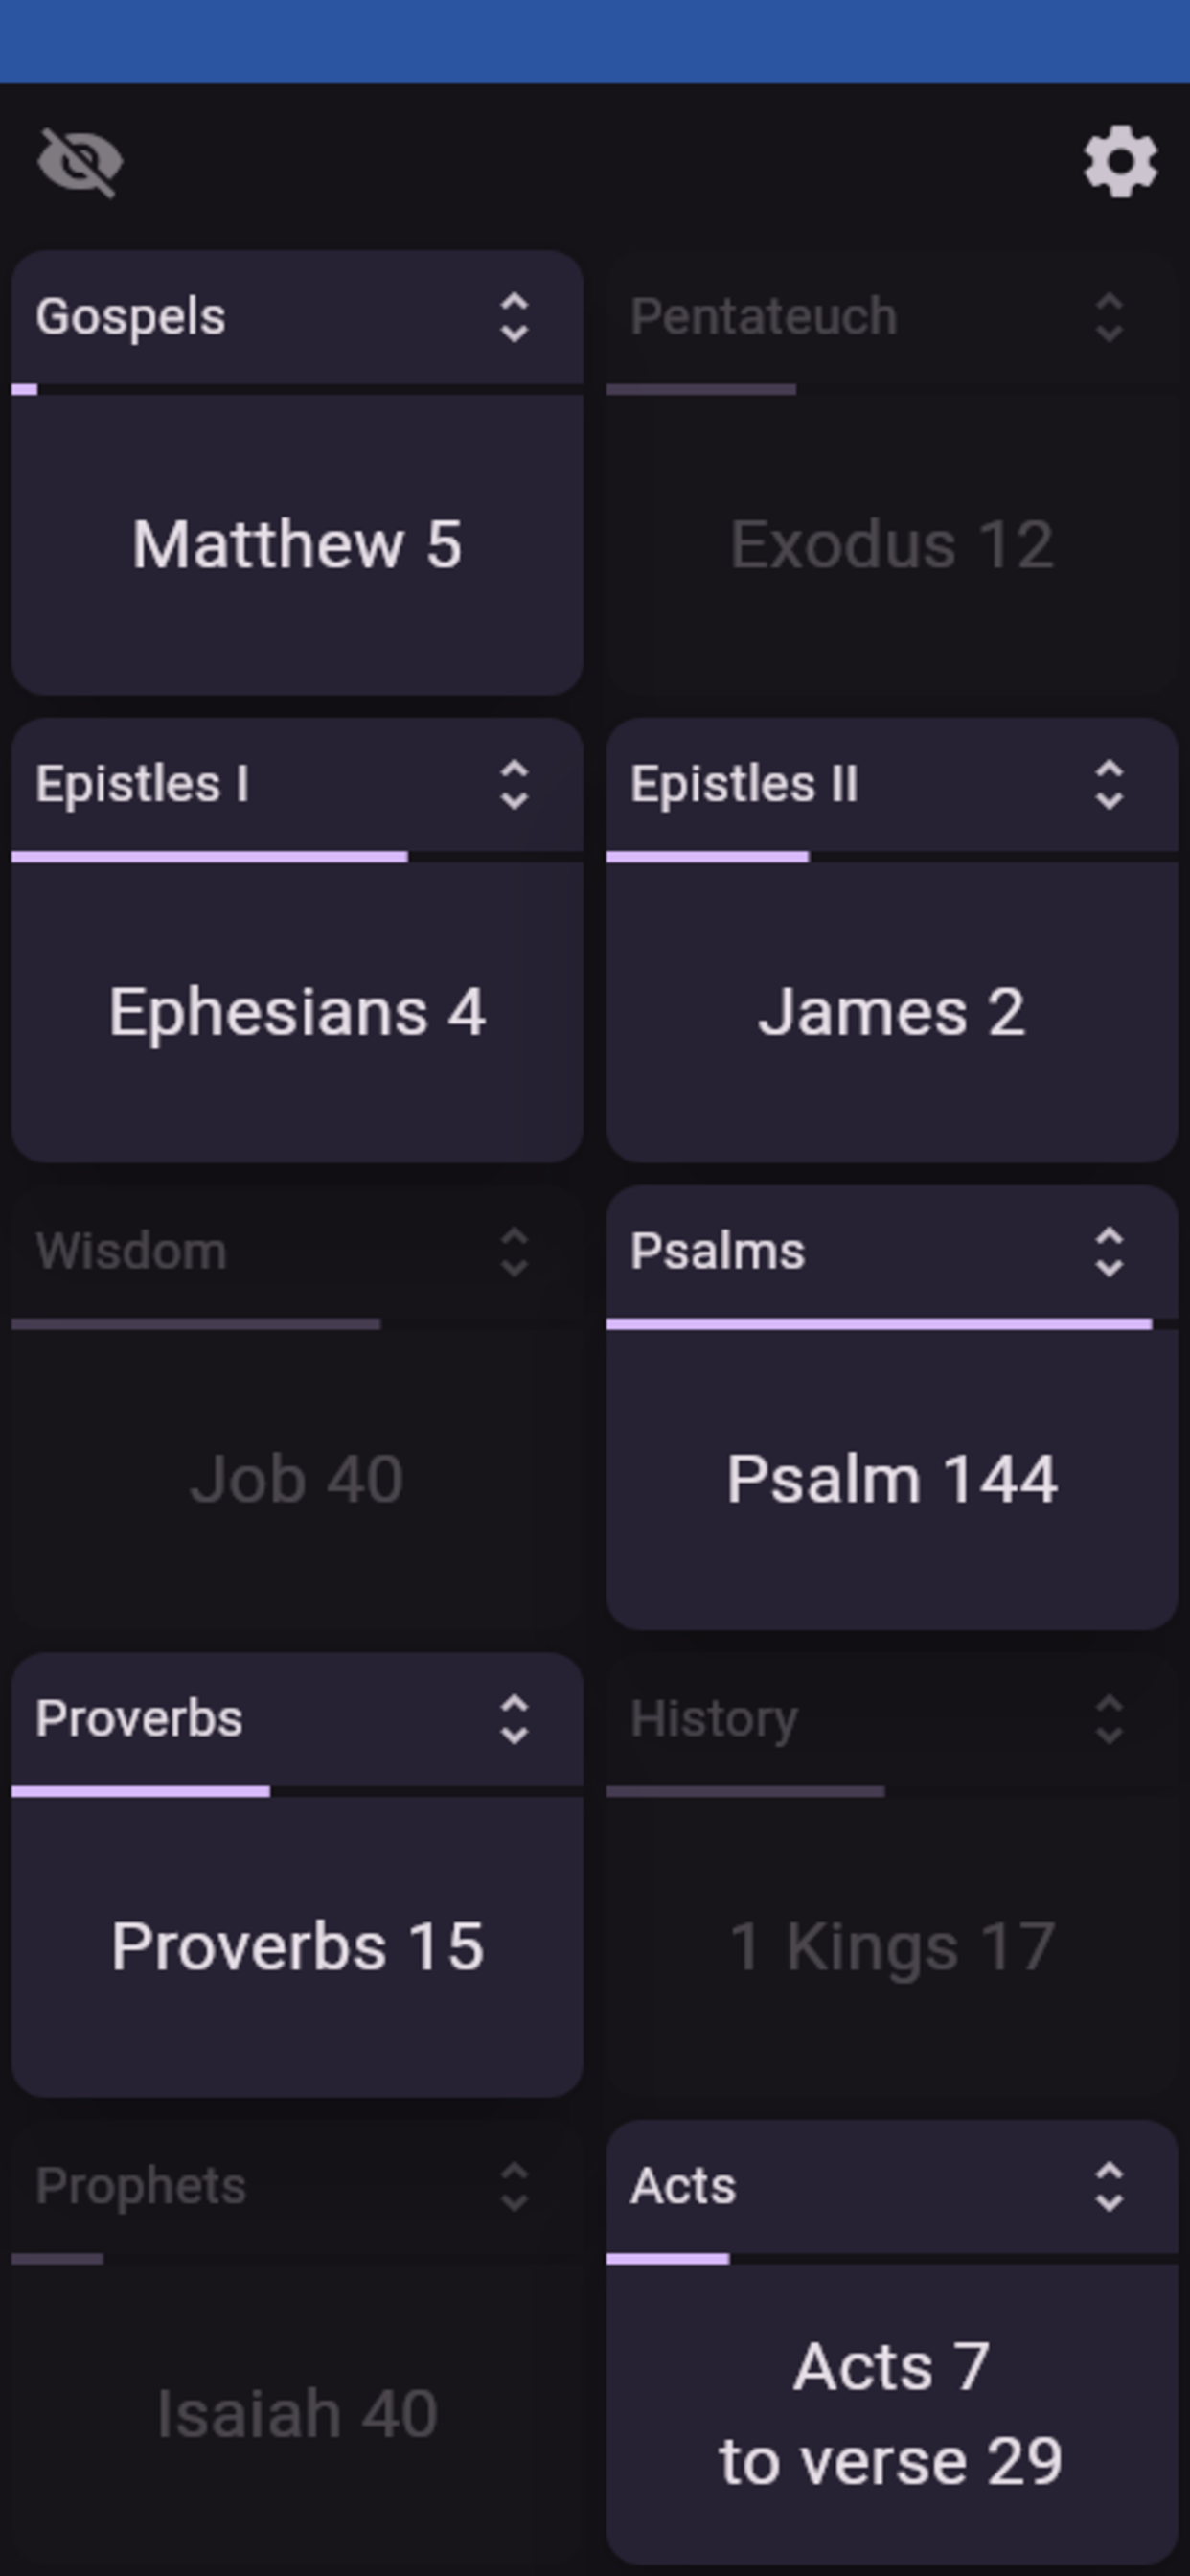 Gospels
Pentateuch
Matthew 5
Exodus 12
Epistles I
Epistles II
Ephesians 4
James 2
Wisdom
Psalms
Job 40
Psalm 144
Proverbs
History
Proverbs 15
1 Kings 17
Prophets
Acts
Isaiah 40
Acts 7
to verse 29